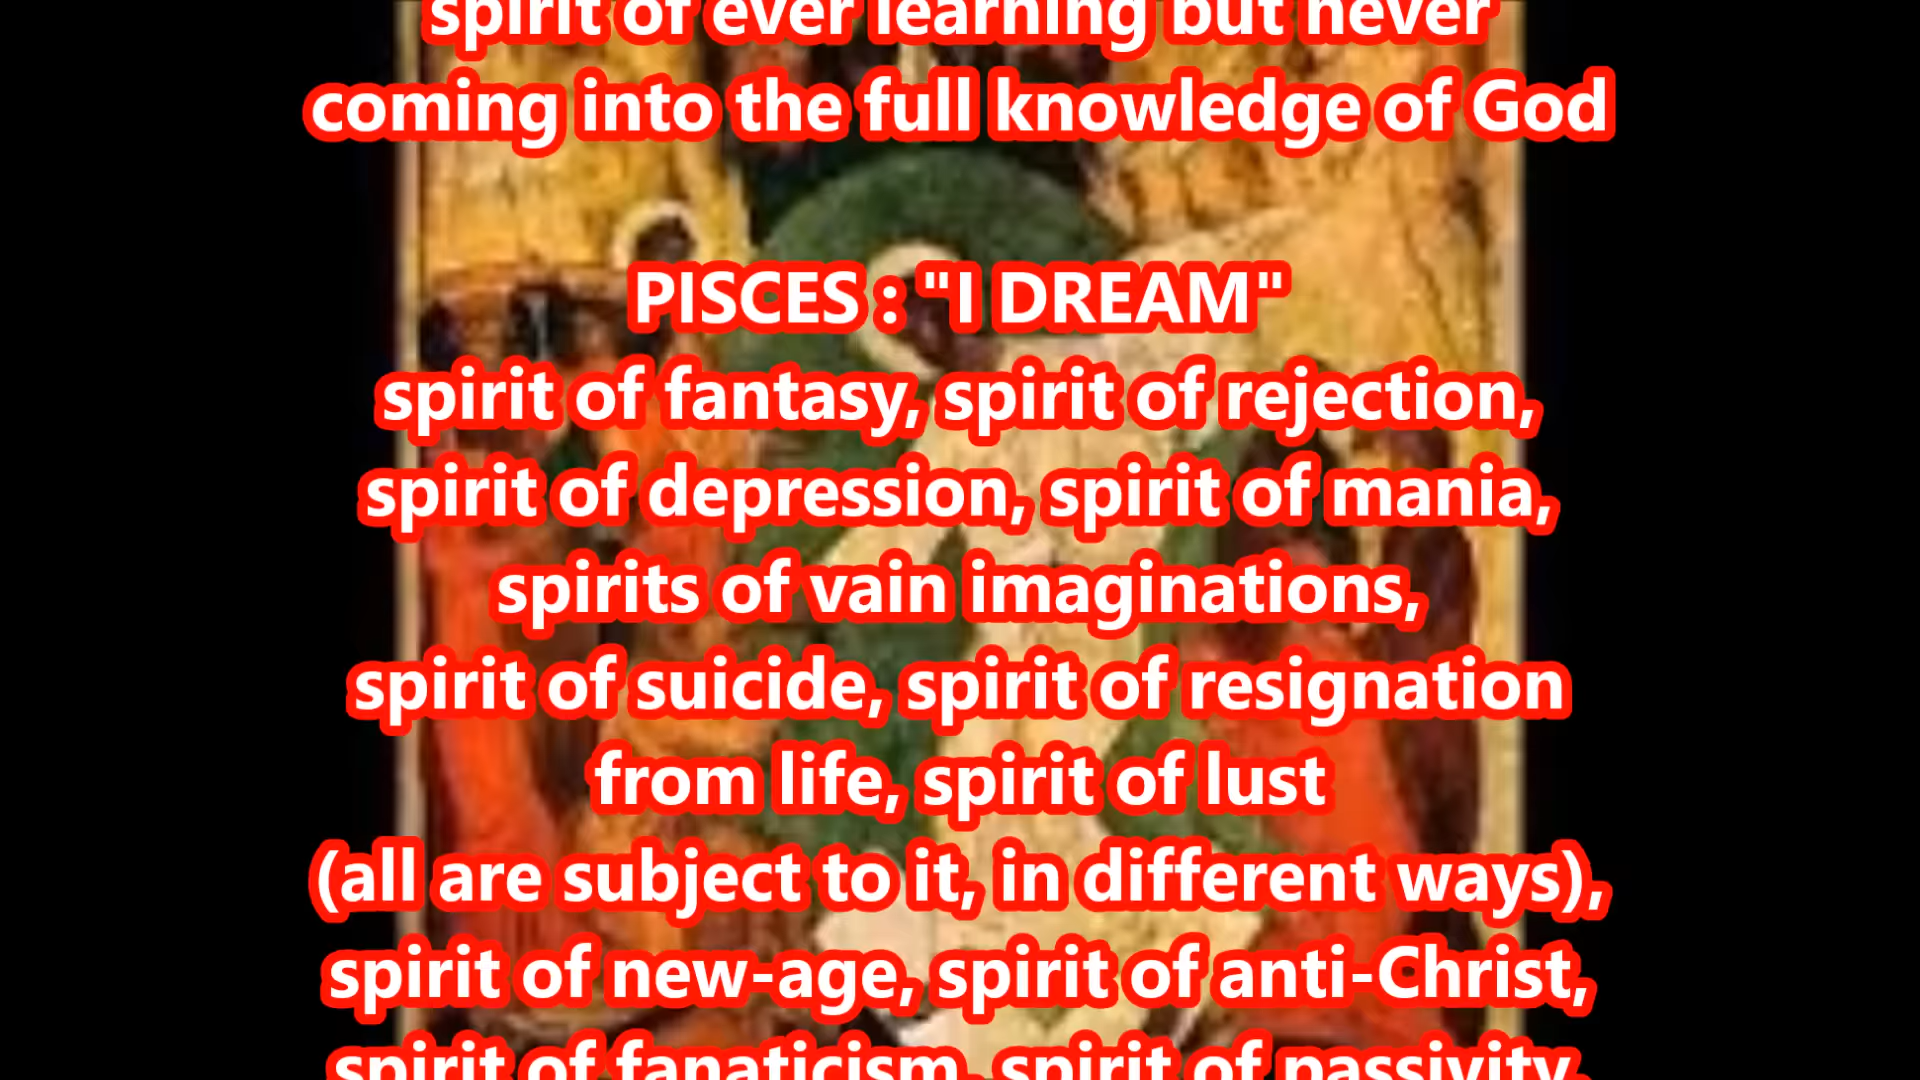 spirit of ever learning but never
coming into the full knowledge of God
PISCES : "I DREAM"
spirit of fantasy, spirit of rejection,
spirit of depression, spirit of mania,
spirits of vain imaginations,
spirit of suicide, spirit of resignation
from life, spirit of lust
(all are subject to it, in different ways),
spirit of new-age, spirit of anti-Christ,
spirit of fanaticism, spirit of passivity,